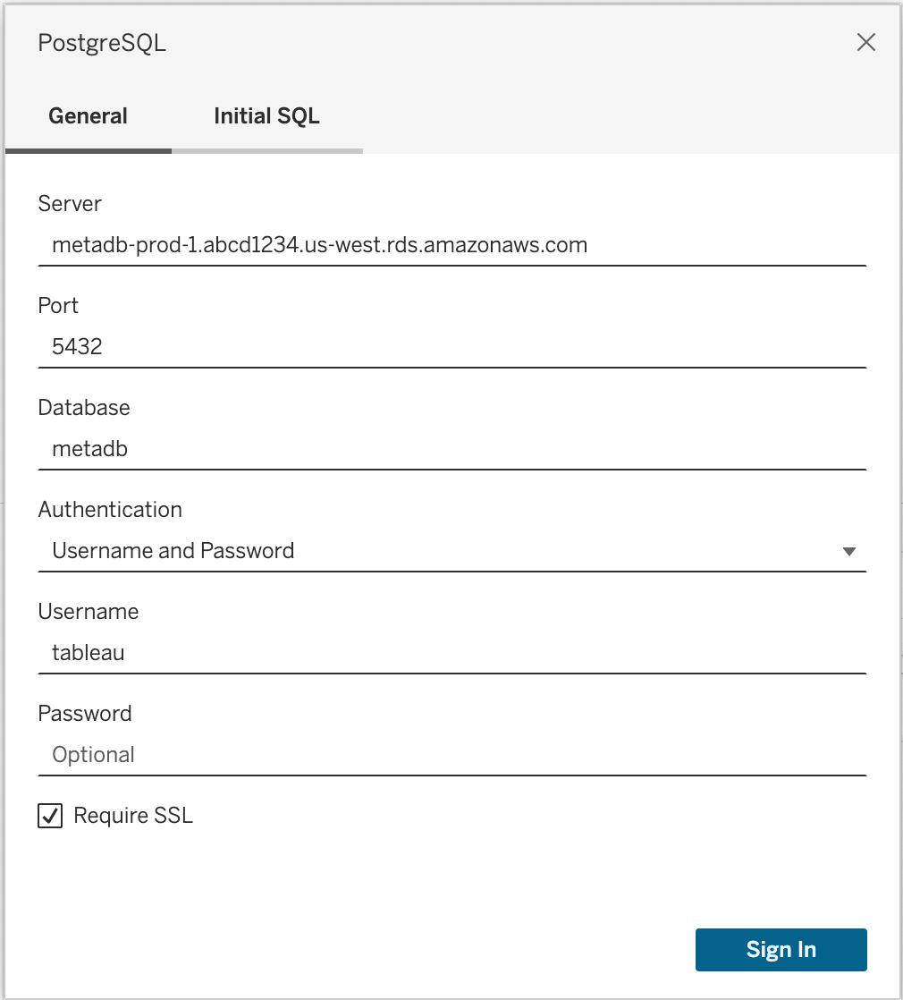 PostgreSQL
General Initial SQL
Server
metadb-prod-1.abcd1234.us-west.rds.amazonaws.com
Port
5432
Database
metadb
Authentication
Username and Password
Username
tableau
Password
Optional
Require SSL
Sign In